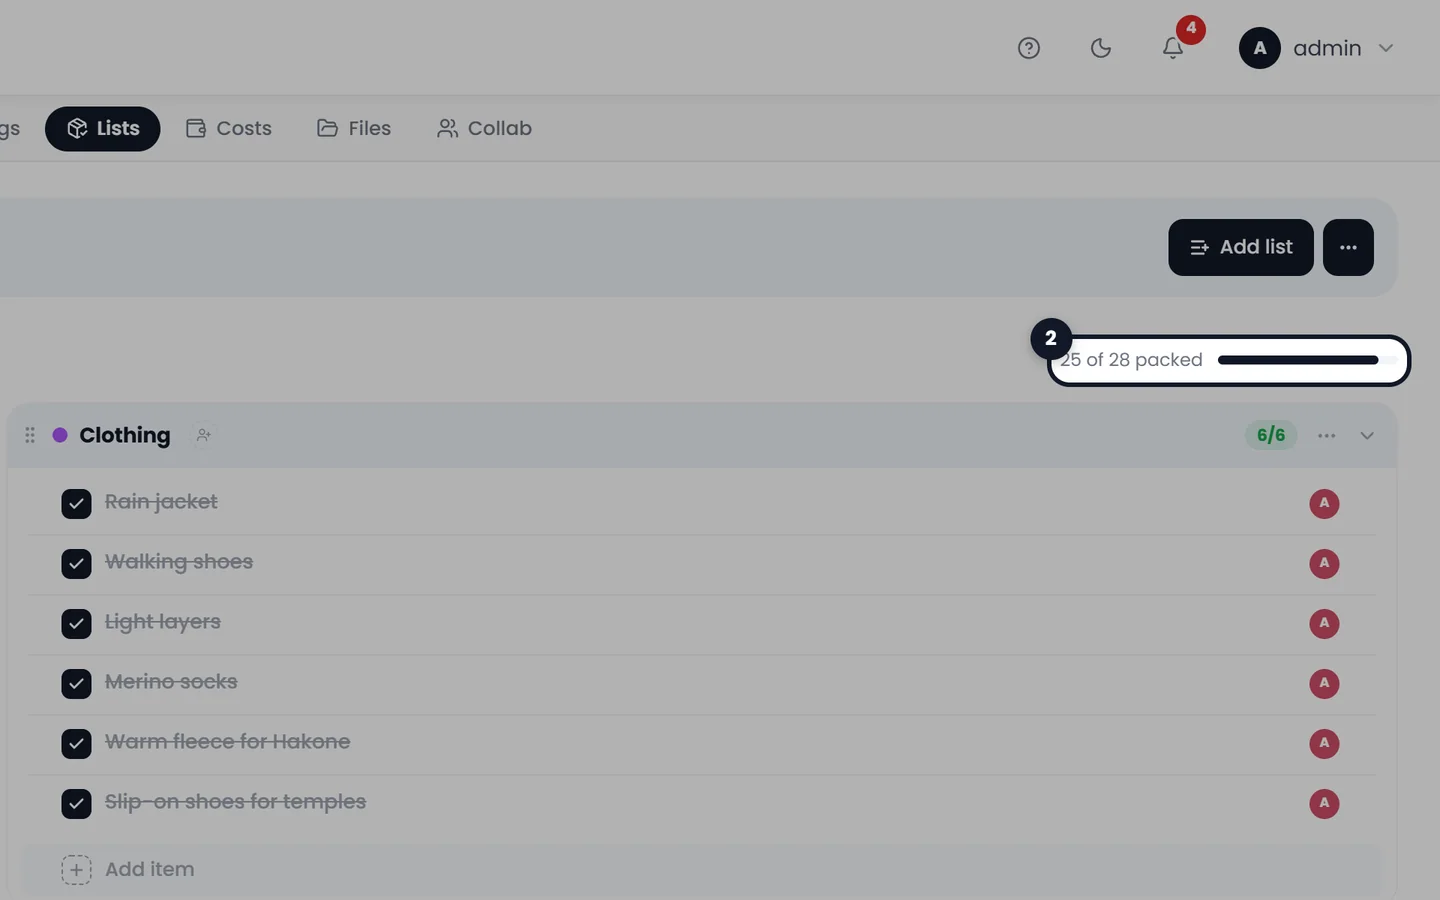 4
A admin
gs Lists Costs Files Collab
Add list
2
25 of 28 packed
Clothing 6/6
Rain jacket A
Walking shoes A
Light layers A
Merino socks A
Warm fleece for Hakone A
Slip-on shoes for temples A
Add item